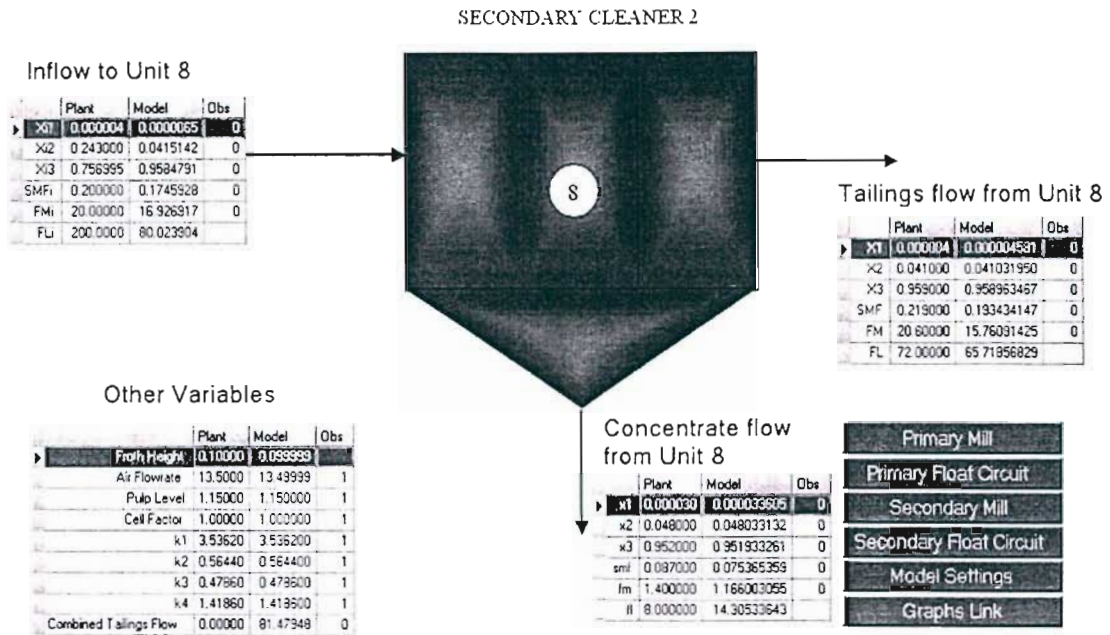 SECONDARY CLEANER 2
Inflow to Unit 8
Plant Model Obs
Xi1 0.000004 0.0000065 0
Xi2 0.243000 0.0415142 0
Xi3 0.756995 0.9584791 0
SMFi 0.200000 0.1745928 0
FMi 20.00000 16.926917 0
FLi 200.0000 80.023904
8
Tailings flow from Unit 8
Plant Model Obs
X1 0.000004 0.000004581 0
X2 0.041000 0.041031950 0
X3 0.959000 0.958963467 0
SMF 0.219000 0.193434147 0
FM 20.60000 15.76091425 0
FL 72.00000 65.71856829
Other Variables
Plant Model Obs
Froth Height 0.10000 0.099999
Air Flowrate 13.5000 13.49999 1
Pulp Level 1.15000 1.150000 1
Cell Factor 1.00000 1.000000 1
k1 3.53620 3.536200 1
k2 0.56440 0.564400 1
k3 0.47860 0.478600 1
k4 1.41860 1.418600 1
Combined Tailings Flow 0.00000 81.47948 0
Concentrate flow
from Unit 8
Plant Model Obs
x1 0.000030 0.000033605 0
x2 0.048000 0.048033132 0
x3 0.952000 0.951933261 0
smf 0.087000 0.075365359 0
fm 1.400000 1.166003055 0
fl 8.000000 14.30533643
Primary Mill
Primary Float Circuit
Secondary Mill
Secondary Float Circuit
Model Settings
Graphs Link